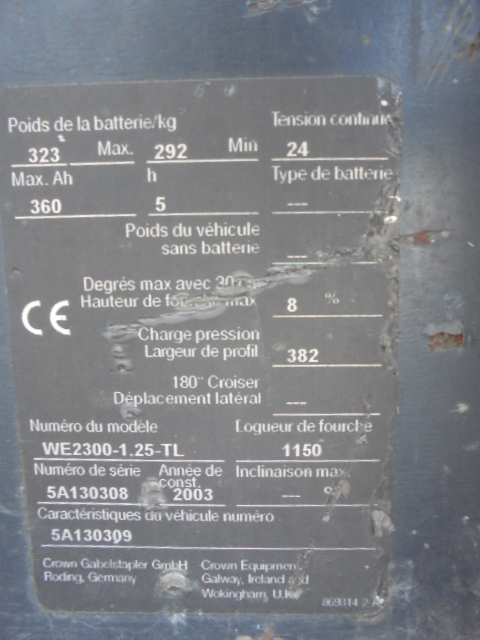 Poids de la batterie/kg Tension continue
323 Max. 292 Min 24
Max. Ah h Type de batterie
360 5 ---
Poids du véhicule
sans batterie ---
Degrés max avec
Hauteur de max 8 %
CE
Charge pression
Largeur de profil 382
180° Croiser
Déplacement latéral ---
Numéro du modèle Logueur de fourche
WE2300-1.25-TL 1150
Numéro de série Année de const. Inclinaison max
5A130308 2003 --- °
Caractéristiques du véhicule numéro
5A130309
Crown Gabelstapler GmbH Crown Equipment
Roding, Germany Galway, Ireland and
Wokingham, U.K.